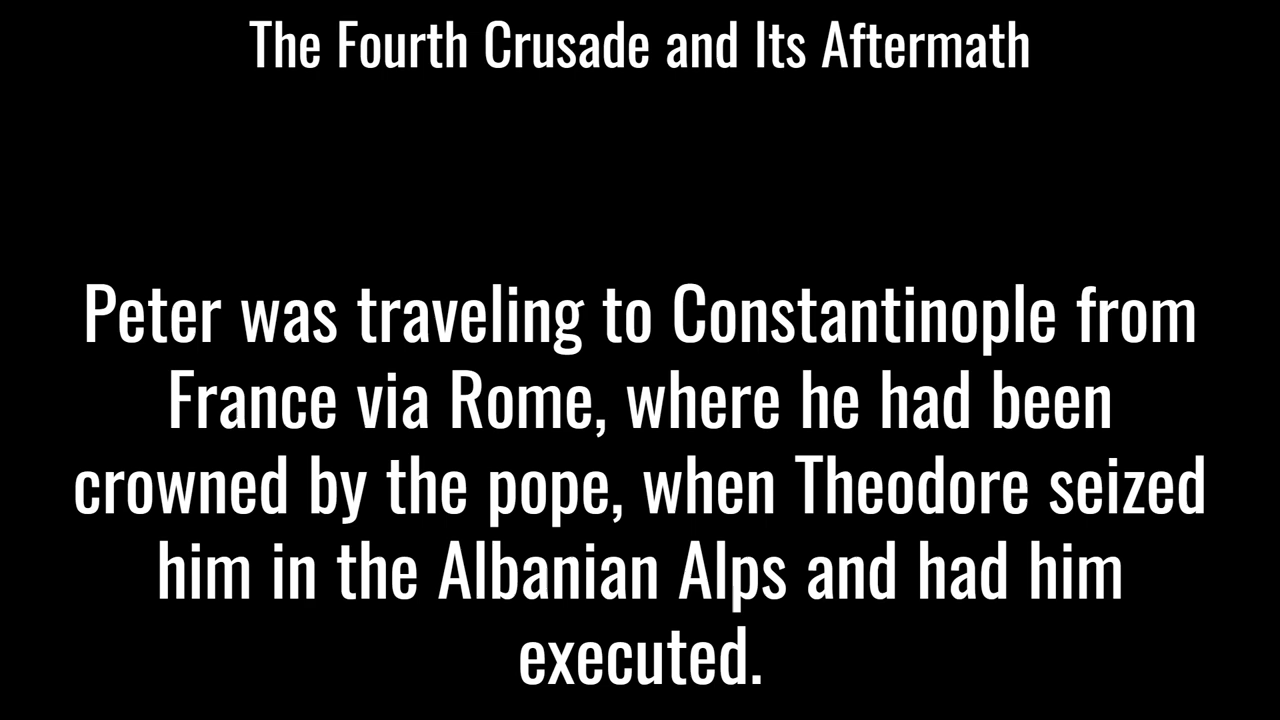 The Fourth Crusade and Its Aftermath
Peter was traveling to Constantinople from
France via Rome, where he had been
crowned by the pope, when Theodore seized
him in the Albanian Alps and had him
executed.